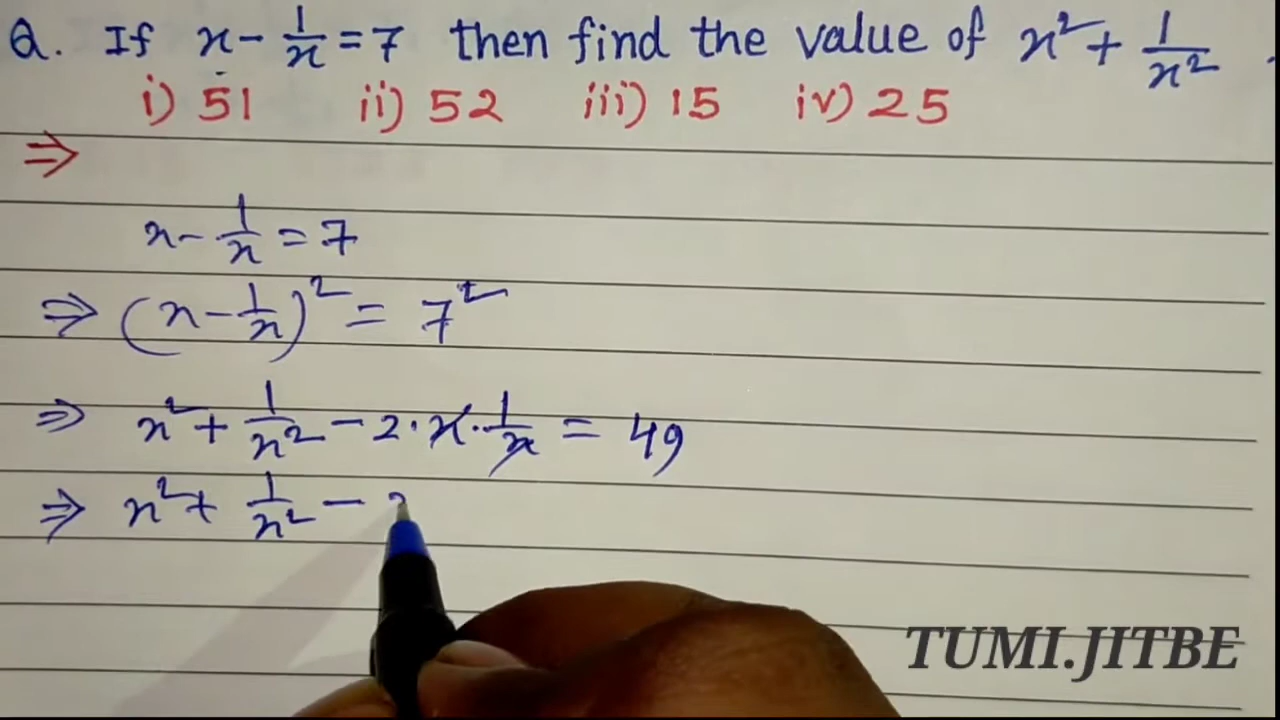 Q. If x - 1/x = 7 then find the value of x² + 1/x².
i) 51 ii) 52 iii) 15 iv) 25
⇒
x - 1/x = 7
⇒ (x - 1/x)² = 7²
⇒ x² + 1/x² - 2·x·1/x = 49
⇒ x² + 1/x² -
TUMI.JITBE